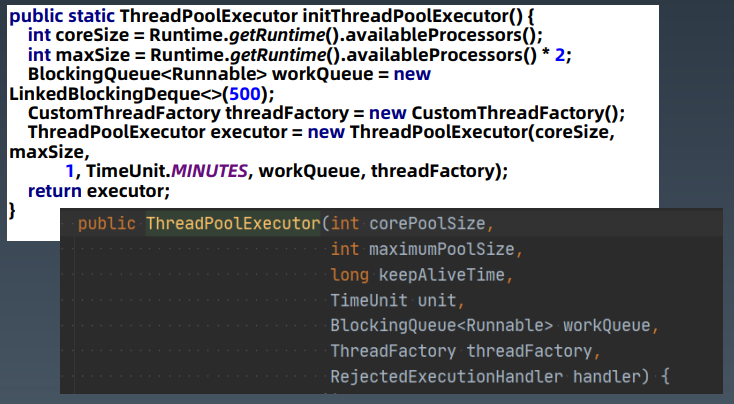 public static ThreadPoolExecutor initThreadPoolExecutor() {
int coreSize = Runtime.getRuntime().availableProcessors();
int maxSize = Runtime.getRuntime().availableProcessors() * 2;
BlockingQueue<Runnable> workQueue = new
LinkedBlockingDeque<>(500);
CustomThreadFactory threadFactory = new CustomThreadFactory();
ThreadPoolExecutor executor = new ThreadPoolExecutor(coreSize,
maxSize,
1, TimeUnit.MINUTES, workQueue, threadFactory);
return executor;
}
public ThreadPoolExecutor(int corePoolSize,
int maximumPoolSize,
long keepAliveTime,
TimeUnit unit,
BlockingQueue<Runnable> workQueue,
ThreadFactory threadFactory,
RejectedExecutionHandler handler) {